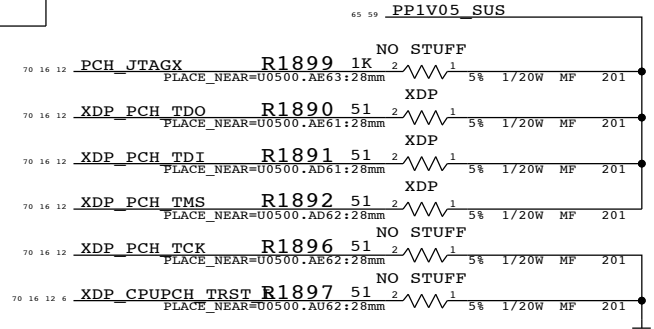 65 59 PP1V05_SUS
NO STUFF
70 16 12 PCH_JTAGX R1899 1K 2 1 5% 1/20W MF 201
PLACE_NEAR=U0500.AE63:28mm
XDP
70 16 12 XDP_PCH_TDO R1890 51 2 1 5% 1/20W MF 201
PLACE_NEAR=U0500.AE61:28mm
XDP
70 16 12 XDP_PCH_TDI R1891 51 2 1 5% 1/20W MF 201
PLACE_NEAR=U0500.AD61:28mm
XDP
70 16 12 XDP_PCH_TMS R1892 51 2 1 5% 1/20W MF 201
PLACE_NEAR=U0500.AD62:28mm
NO STUFF
70 16 12 XDP_PCH_TCK R1896 51 2 1 5% 1/20W MF 201
PLACE_NEAR=U0500.AE62:28mm
NO STUFF
70 16 12 6 XDP_CPUPCH_TRST_ R1897 51 2 1 5% 1/20W MF 201
PLACE_NEAR=U0500.AU62:28mm